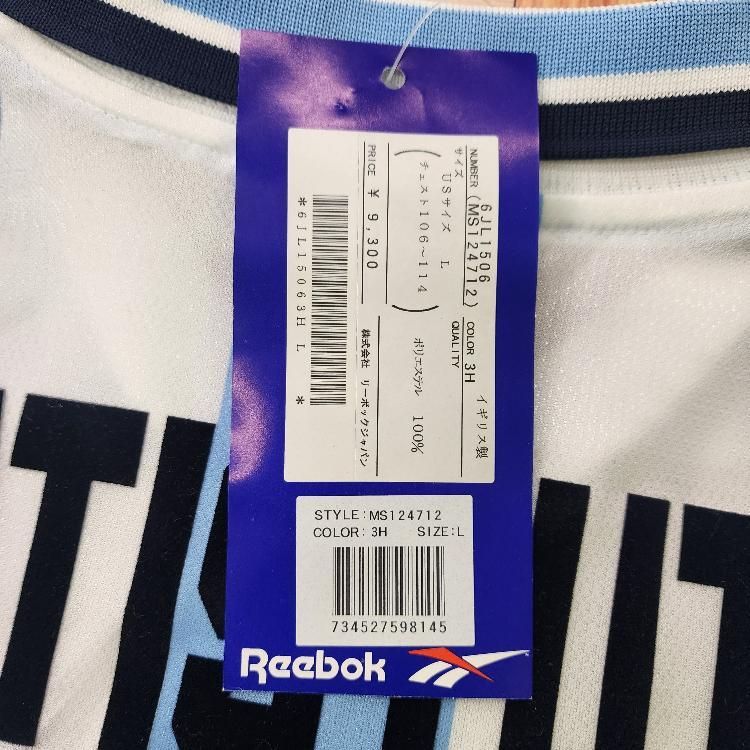 6JL1506
NUMBER (MS124712) COLOR 3H イギリス製
サイズ QUALITY
USサイズ L
(チェスト106〜114) ポリエステル 100%
PRICE ¥ 9,300 株式会社 リーボックジャパン
*6JL15063H L *
STYLE: MS124712
COLOR: 3H SIZE: L
734527598145
Reebok